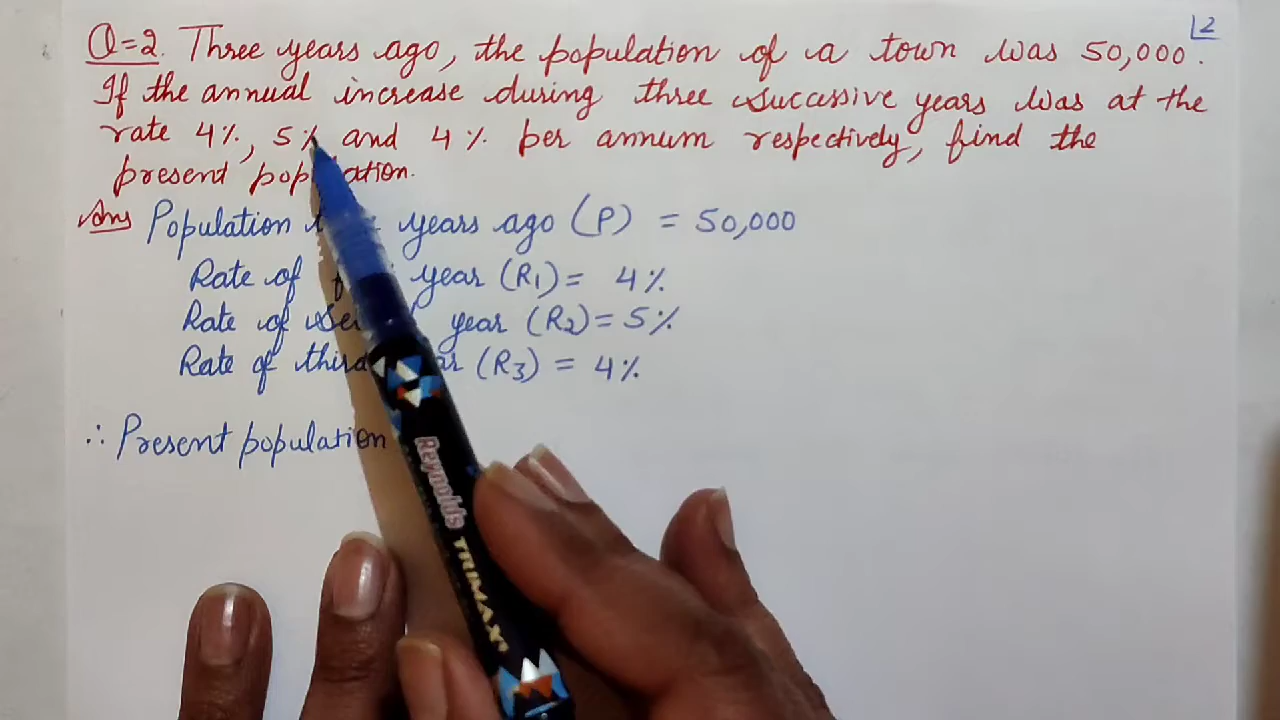 2
Q=2. Three years ago, the population of a town was 50,000.
If the annual increase during three successive years was at the
rate 4%, 5% and 4% per annum respectively, find the
present population.
Ans Population years ago (P) = 50,000
Rate of year (R1) = 4%
Rate of year (R2) = 5%
Rate of third (R3) = 4%
∴ Present population
Reynolds TRIMAX